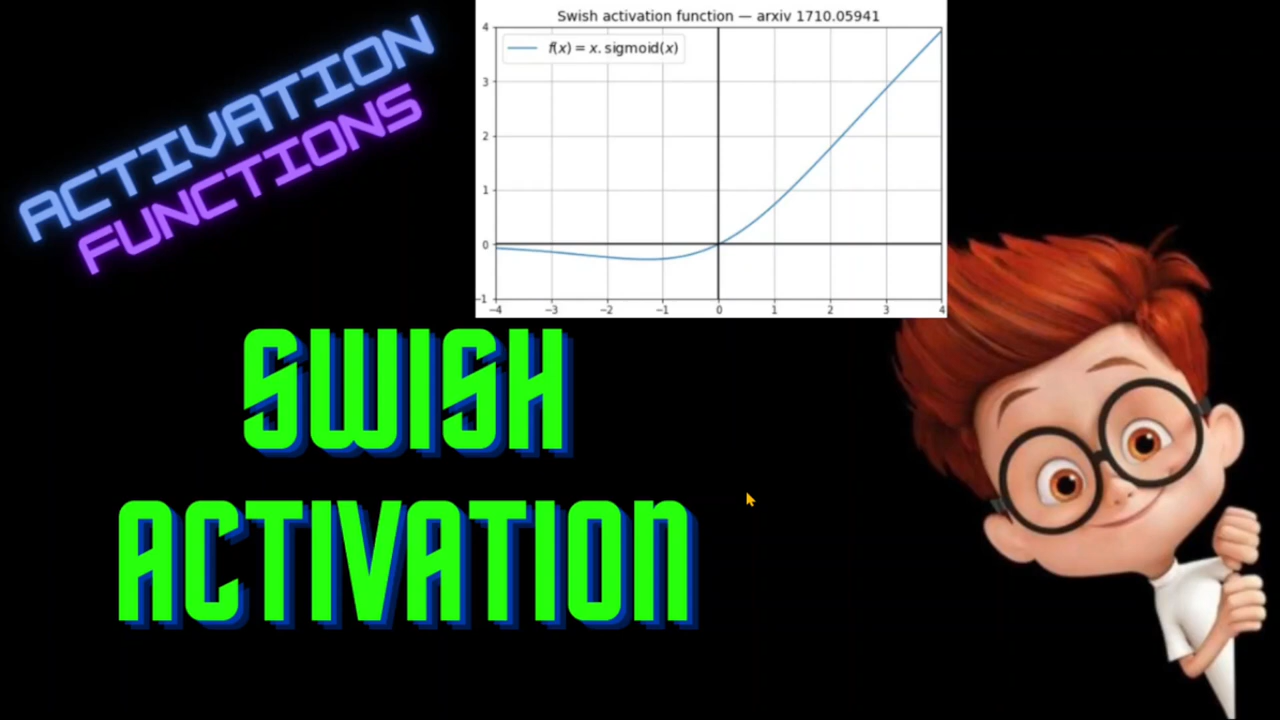 ACTIVATION
FUNCTIONS
Swish activation function — arxiv 1710.05941
f(x) = x. sigmoid(x)
4
3
2
1
0
-1
−4 −3 −2 −1 0 1 2 3 4
SWISH
ACTIVATION